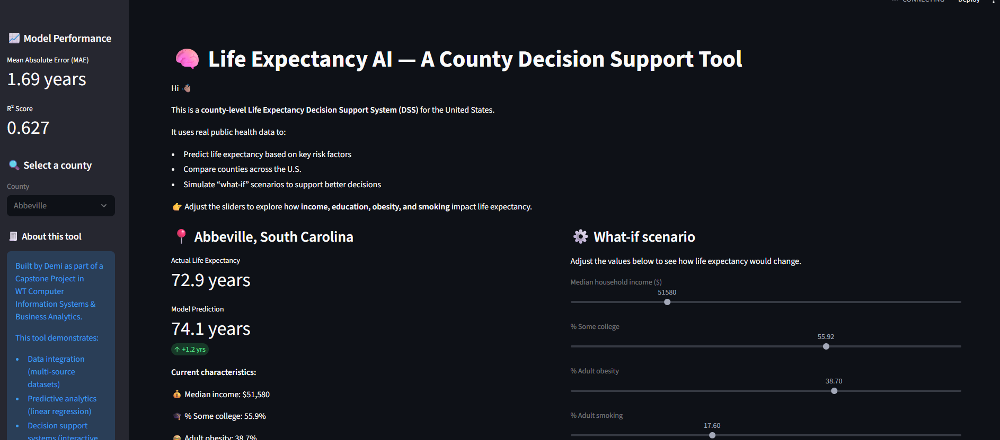 CONNECTING
Deploy
Model Performance
Mean Absolute Error (MAE)
1.69 years
R² Score
0.627
Select a county
County
Abbeville
About this tool
Built by Demi as part of a
Capstone Project in
WT Computer
Information Systems &
Business Analytics.
This tool demonstrates:
• Data integration
(multi-source
datasets)
• Predictive analytics
(linear regression)
• Decision support
systems (interactive
Life Expectancy AI — A County Decision Support Tool
Hi
This is a county-level Life Expectancy Decision Support System (DSS) for the United States.
It uses real public health data to:
• Predict life expectancy based on key risk factors
• Compare counties across the U.S.
• Simulate “what-if” scenarios to support better decisions
Adjust the sliders to explore how income, education, obesity, and smoking impact life expectancy.
Abbeville, South Carolina
Actual Life Expectancy
72.9 years
Model Prediction
74.1 years
↑ +1.2 yrs
Current characteristics:
Median income: $51,580
% Some college: 55.9%
Adult obesity: 38.7%
What-if scenario
Adjust the values below to see how life expectancy would change.
Median household income ($)
51580
% Some college
55.92
% Adult obesity
38.70
% Adult smoking
17.60